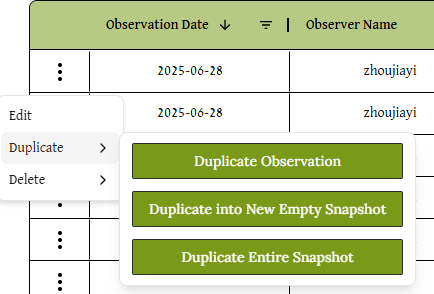 Observation Date Observer Name
2025-06-28 zhoujiayi
2025-06-28 zhoujiayi
Edit
Duplicate
Delete
Duplicate Observation
Duplicate into New Empty Snapshot
Duplicate Entire Snapshot